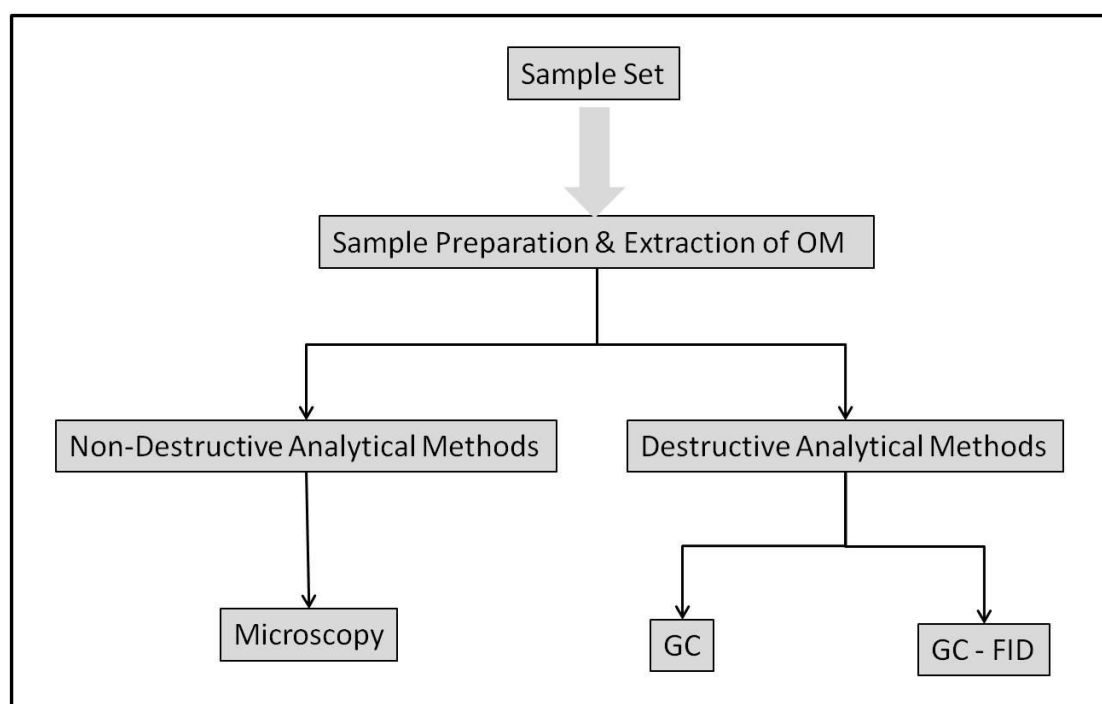 Sample Set
Sample Preparation & Extraction of OM
Non-Destructive Analytical Methods
Destructive Analytical Methods
Microscopy
GC
GC - FID